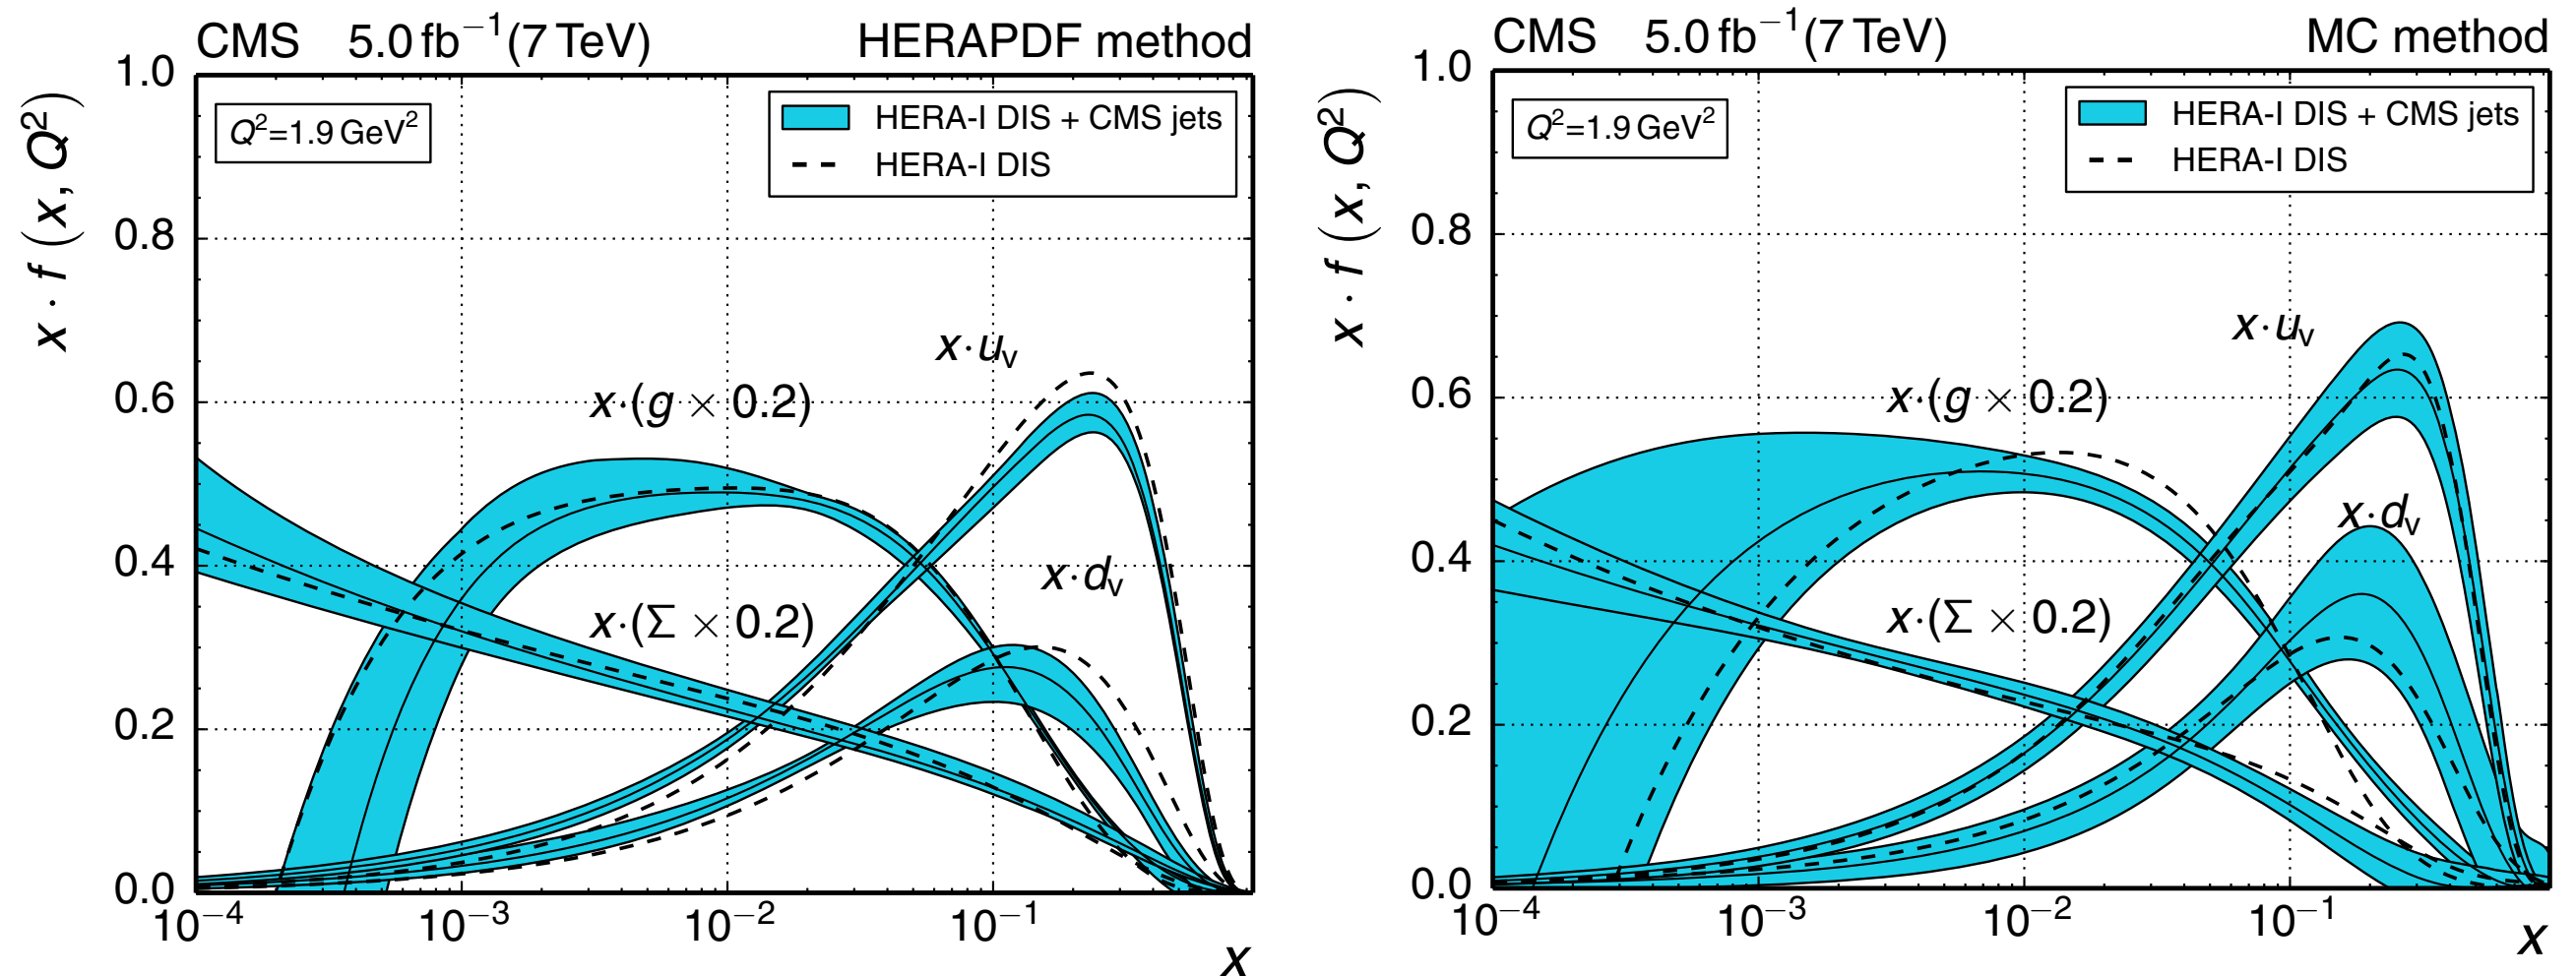 CMS 5.0 fb⁻¹(7 TeV) HERAPDF method
x · f (x, Q²)
Q²=1.9 GeV²
HERA-I DIS + CMS jets
HERA-I DIS
x·u_v
x·(g × 0.2)
x·d_v
x·(Σ × 0.2)
1.0
0.8
0.6
0.4
0.2
0.0
10⁻⁴ 10⁻³ 10⁻² 10⁻¹
x
CMS 5.0 fb⁻¹(7 TeV) MC method
x · f (x, Q²)
Q²=1.9 GeV²
HERA-I DIS + CMS jets
HERA-I DIS
x·u_v
x·(g × 0.2)
x·d_v
x·(Σ × 0.2)
1.0
0.8
0.6
0.4
0.2
0.0
10⁻⁴ 10⁻³ 10⁻² 10⁻¹
x